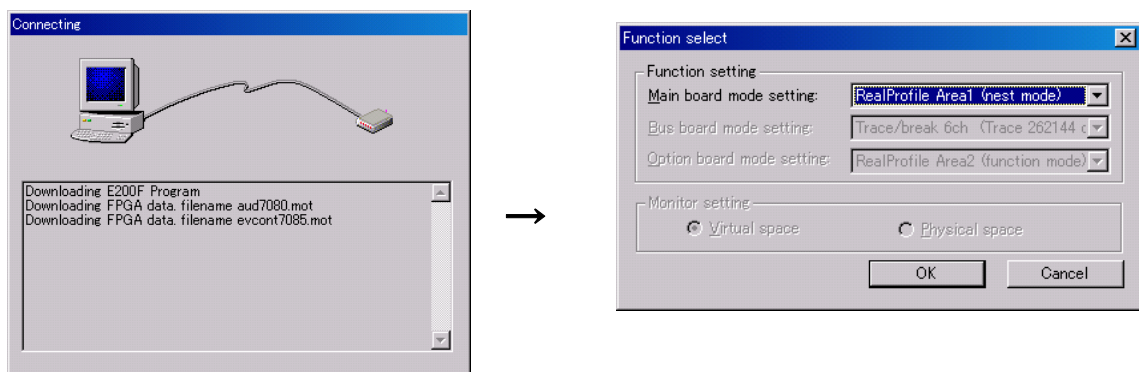 Connecting
Downloading E200F Program
Downloading FPGA data. filename aud7080.mot
Downloading FPGA data. filename evcont7085.mot
→
Function select
Function setting
Main board mode setting:
RealProfile Area1 (nest mode)
Bus board mode setting:
Trace/break 6ch (Trace 262144 c
Option board mode setting:
RealProfile Area2 (function mode)
Monitor setting
Virtual space
Physical space
OK
Cancel